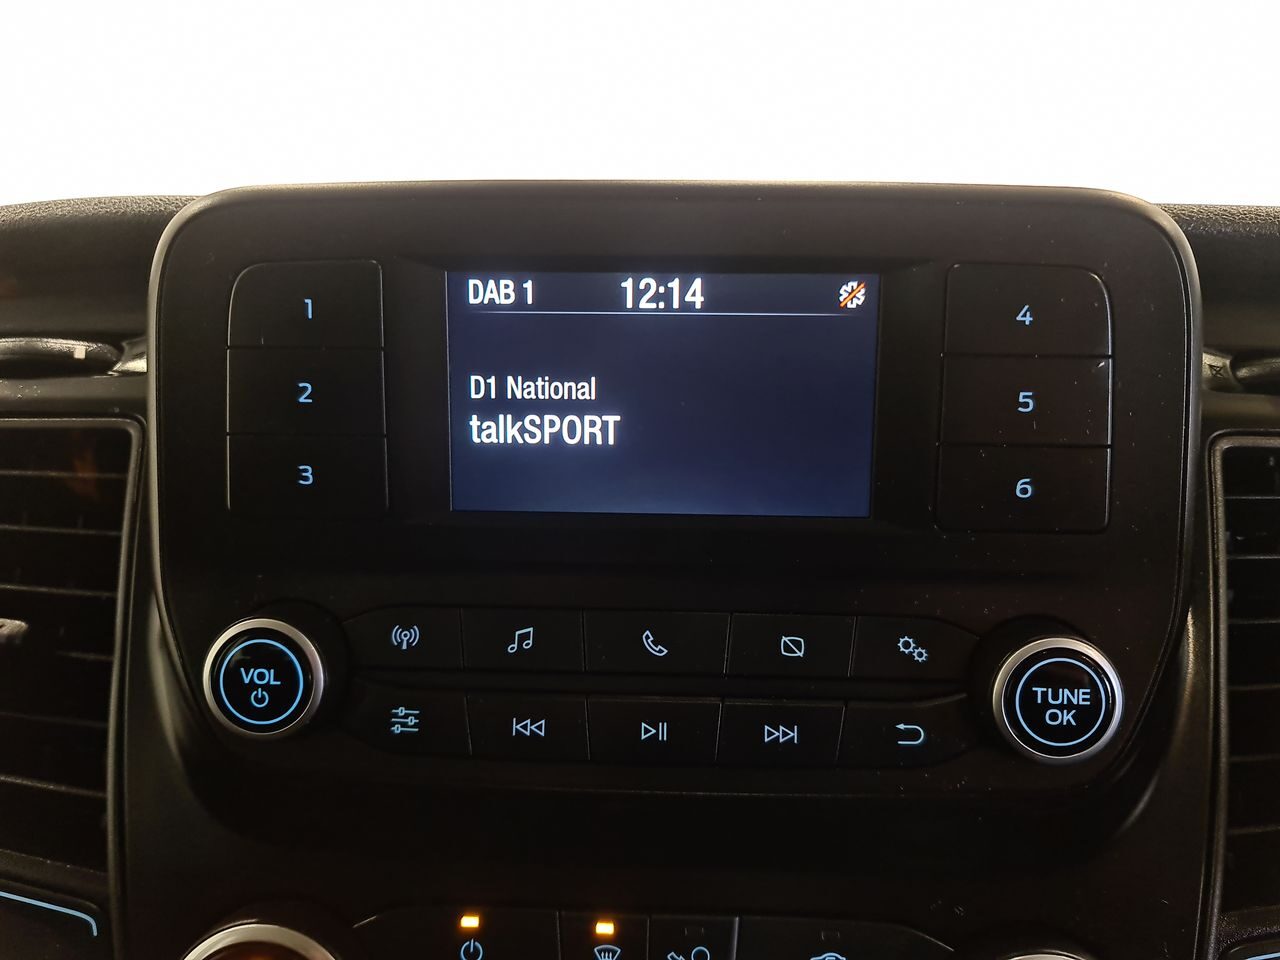 DAB 1 12:14
D1 National
talkSPORT
1
2
3
4
5
6
VOL
TUNE
OK